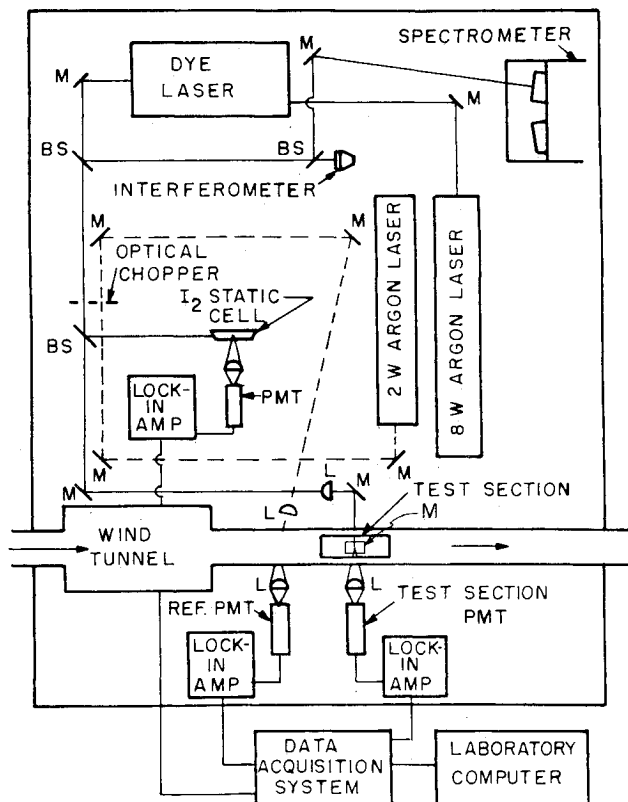 SPECTROMETER
M
M
DYE
LASER
M
BS
BS
INTERFEROMETER
M
OPTICAL
CHOPPER
M
I2 STATIC
CELL
2W ARGON LASER
8W ARGON LASER
BS
LOCK-
IN
AMP
PMT
M
M
M
L
M
TEST SECTION
M
L
WIND
TUNNEL
L
L
REF. PMT
TEST SECTION
PMT
LOCK-
IN
AMP
LOCK-
IN
AMP
DATA
ACQUISITION
SYSTEM
LABORATORY
COMPUTER